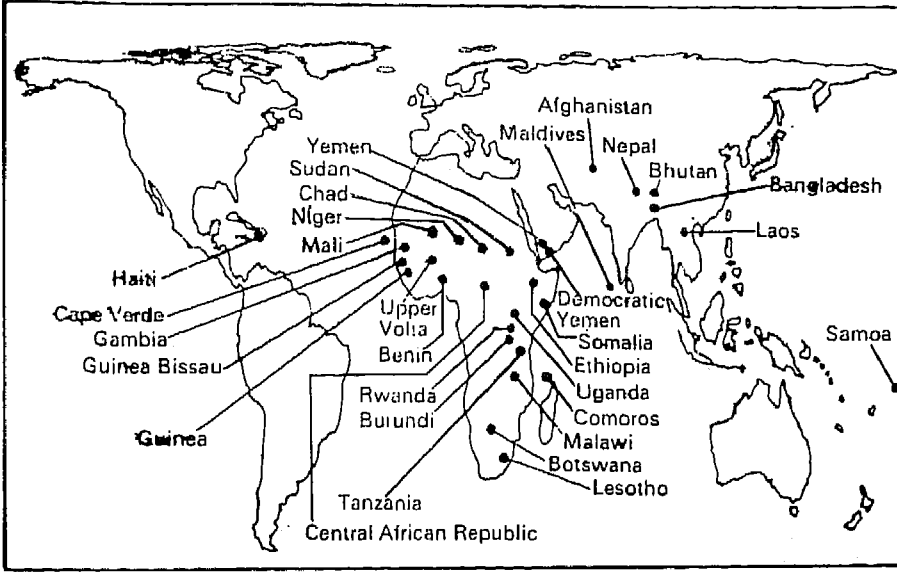 Afghanistan
Maldives
Nepal
Bhutan
Bangladesh
Laos
Yemen
Sudan
Chad
Niger
Mali
Haiti
Cape Verde
Gambia
Guinea Bissau
Guinea
Upper
Volta
Benin
Rwanda
Burundi
Tanzania
Central African Republic
Democratic
Yemen
Somalia
Ethiopia
Uganda
Comoros
Malawi
Botswana
Lesotho
Samoa